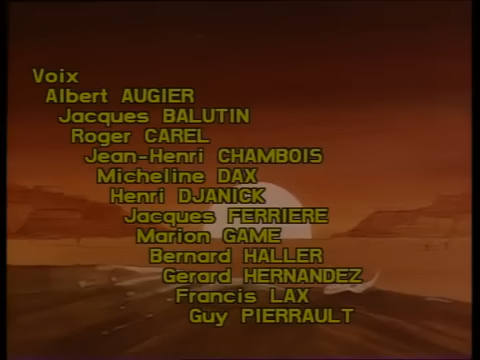 Voix
Albert AUGIER
Jacques BALUTIN
Roger CAREL
Jean-Henri CHAMBOIS
Micheline DAX
Henri DJANICK
Jacques FERRIERE
Marion GAME
Bernard HALLER
Gerard HERNANDEZ
Francis LAX
Guy PIERRAULT